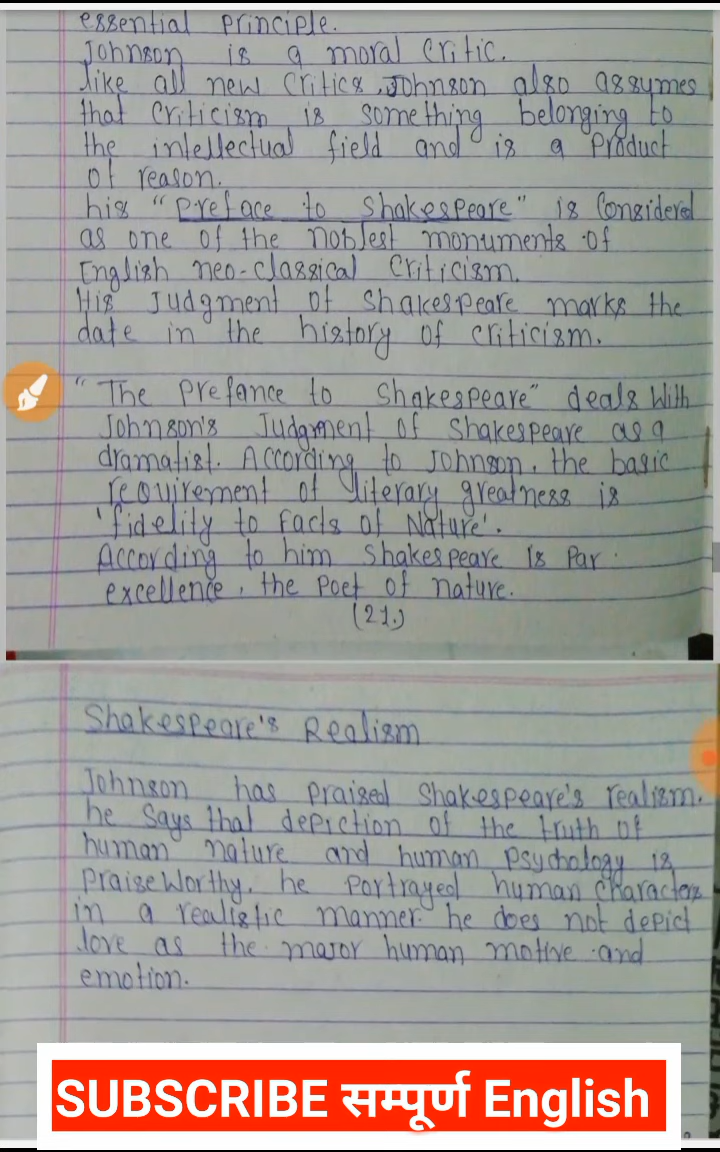 essential principle.
Johnson is a moral critic.
like all new critics, Johnson also assumes
that criticism is something belonging to
the intellectual field and is a product
of reason.
his "Preface to Shakespeare" is Considered
as one of the noblest monuments of
English neo-classical criticism.
His Judgment of Shakespeare marks the
date in the history of criticism.
"The Prefance to Shakespeare" deals With
Johnson's Judgment of Shakespeare as a
dramatist. According to Johnson, the basic
requirement of literary greatness is
'fidelity to Facts of Nature'.
According to him Shakespeare is Par
excellence, the Poet of nature.
(21.)
Shakespeare's Realism
Johnson has praised Shakespeare's realism.
he Says that depiction of the truth of
human nature and human Psychology is
Praise Worthy. he Portrayed human characters
in a realistic manner. he does not depict
love as the major human motive and
emotion.
SUBSCRIBE सम्पूर्ण English